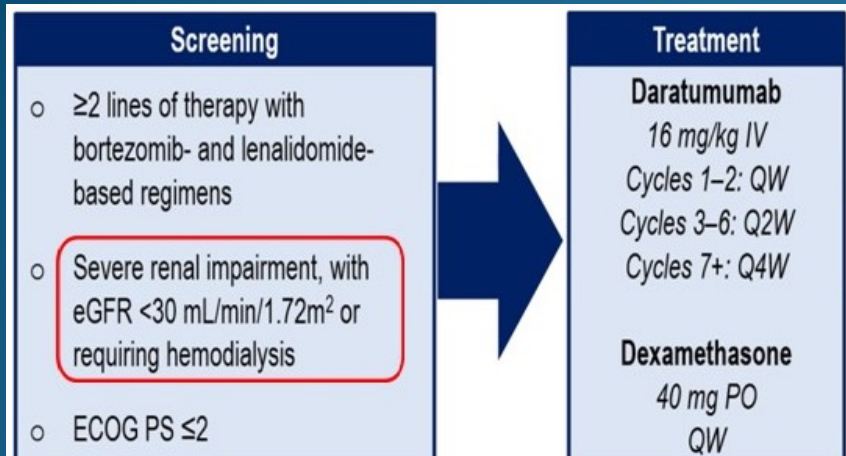 Screening
○ ≥2 lines of therapy with
bortezomib- and lenalidomide-
based regimens
○ Severe renal impairment, with
eGFR <30 mL/min/1.72m² or
requiring hemodialysis
○ ECOG PS ≤2
Treatment
Daratumumab
16 mg/kg IV
Cycles 1–2: QW
Cycles 3–6: Q2W
Cycles 7+: Q4W
Dexamethasone
40 mg PO
QW